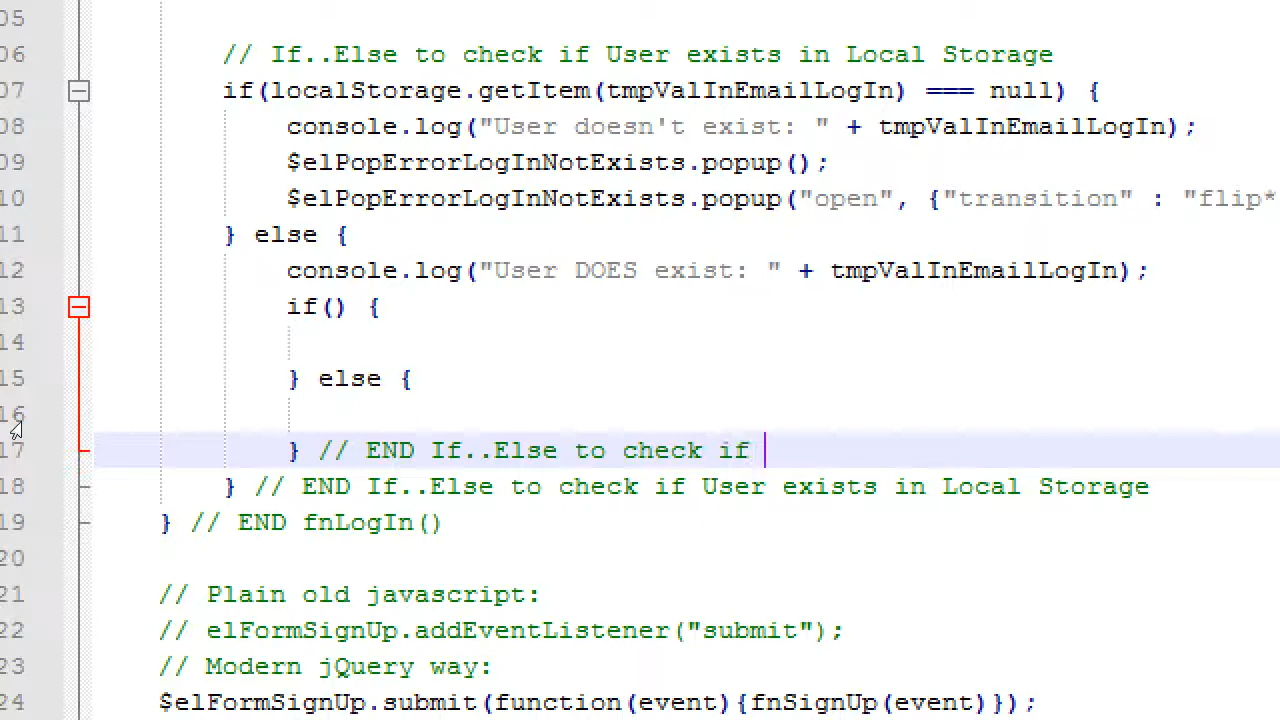 05
06 // If..Else to check if User exists in Local Storage
07 if(localStorage.getItem(tmpValInEmailLogIn) === null) {
08 console.log("User doesn't exist: " + tmpValInEmailLogIn);
09 $elPopErrorLogInNotExists.popup();
10 $elPopErrorLogInNotExists.popup("open", {"transition" : "flip*
11 } else {
12 console.log("User DOES exist: " + tmpValInEmailLogIn);
13 if() {
14
15 } else {
16
17 } // END If..Else to check if
18 } // END If..Else to check if User exists in Local Storage
19 } // END fnLogIn()
20
21 // Plain old javascript:
22 // elFormSignUp.addEventListener("submit");
23 // Modern jQuery way:
24 $elFormSignUp.submit(function(event){fnSignUp(event)});